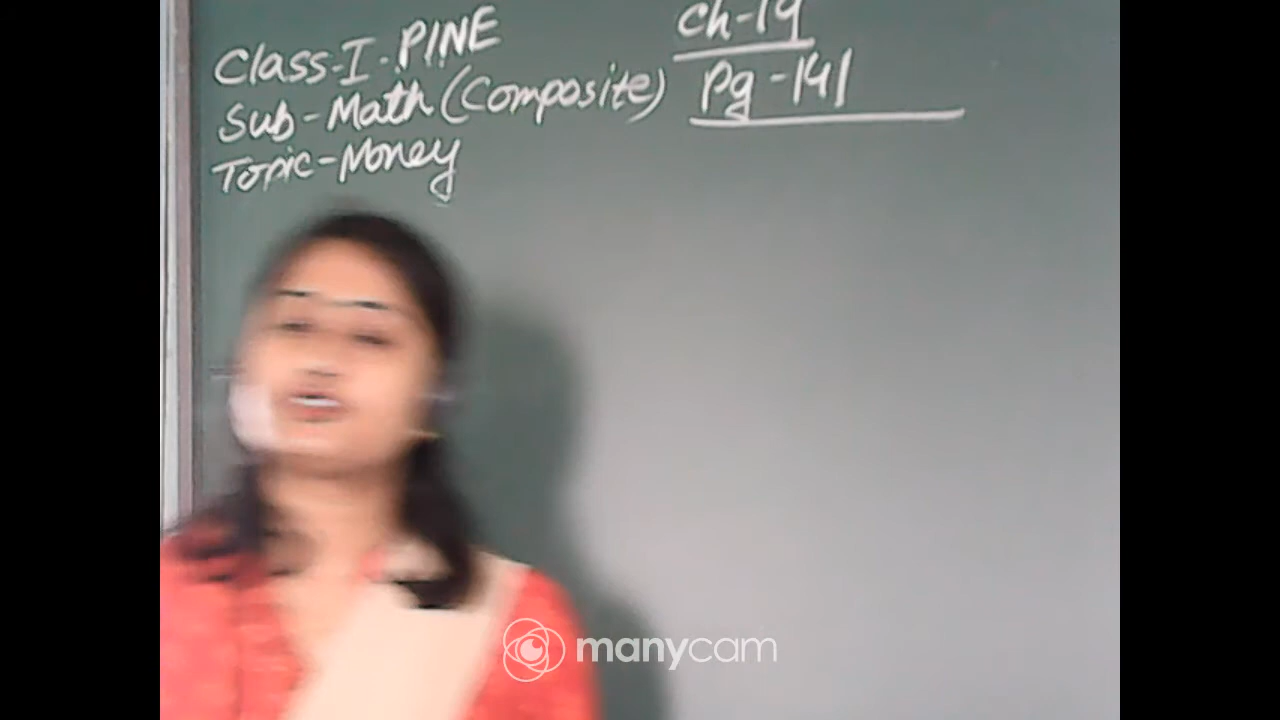 Class-I-PINE
Sub-Math (Composite)
Topic-Money
Ch-19
Pg-141
manycam